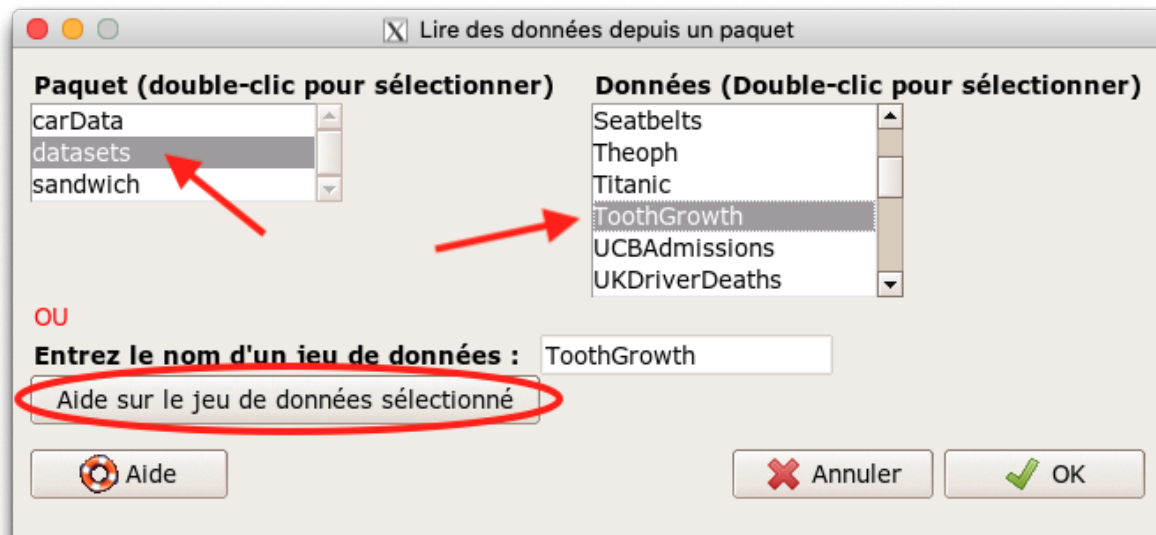 Lire des données depuis un paquet
Paquet (double-clic pour sélectionner)
Données (Double-clic pour sélectionner)
carData
datasets
sandwich
Seatbelts
Theoph
Titanic
ToothGrowth
UCBAdmissions
UKDriverDeaths
OU
Entrez le nom d'un jeu de données : ToothGrowth
Aide sur le jeu de données sélectionné
Aide
Annuler
OK